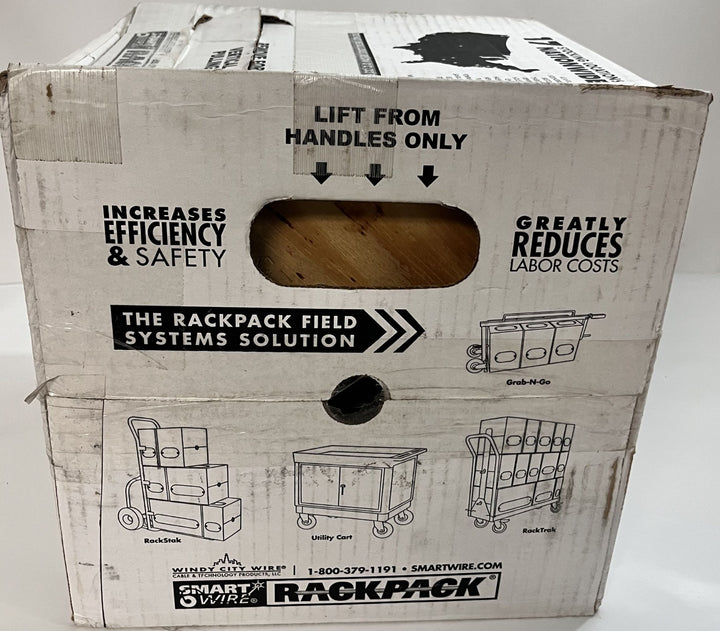 LIFT FROM
HANDLES ONLY
INCREASES
EFFICIENCY
& SAFETY
GREATLY
REDUCES
LABOR COSTS
THE RACKPACK FIELD
SYSTEMS SOLUTION
Grab-N-Go
RackStak
Utility Cart
RackTrak
WINDY CITY WIRE® | 1-800-379-1191 • SMARTWIRE.COM
CABLE & TECHNOLOGY PRODUCTS, LLC
SMART WIRE® RACKPACK®